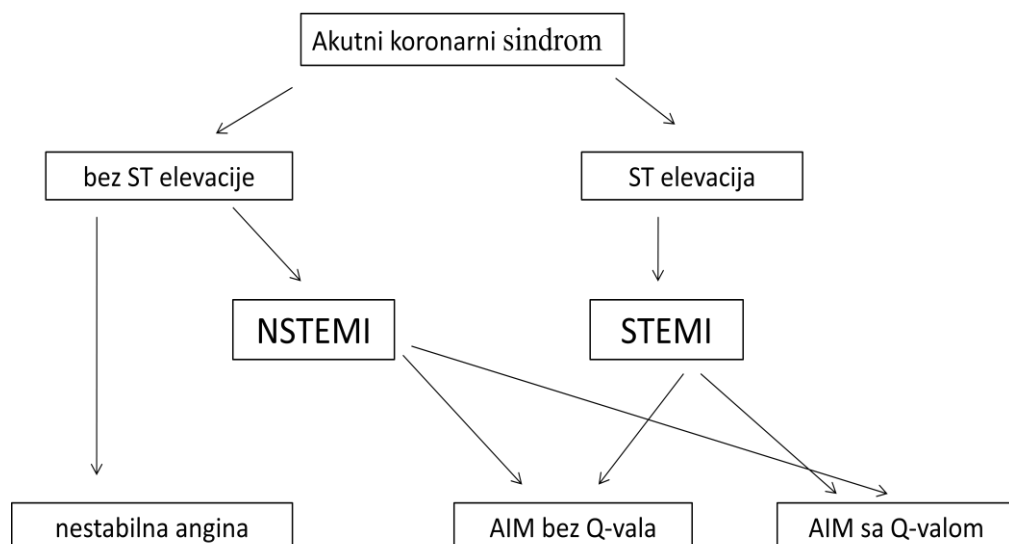 Akutni koronarni sindrom
bez ST elevacije
ST elevacija
NSTEMI
STEMI
nestabilna angina
AIM bez Q-vala
AIM sa Q-valom